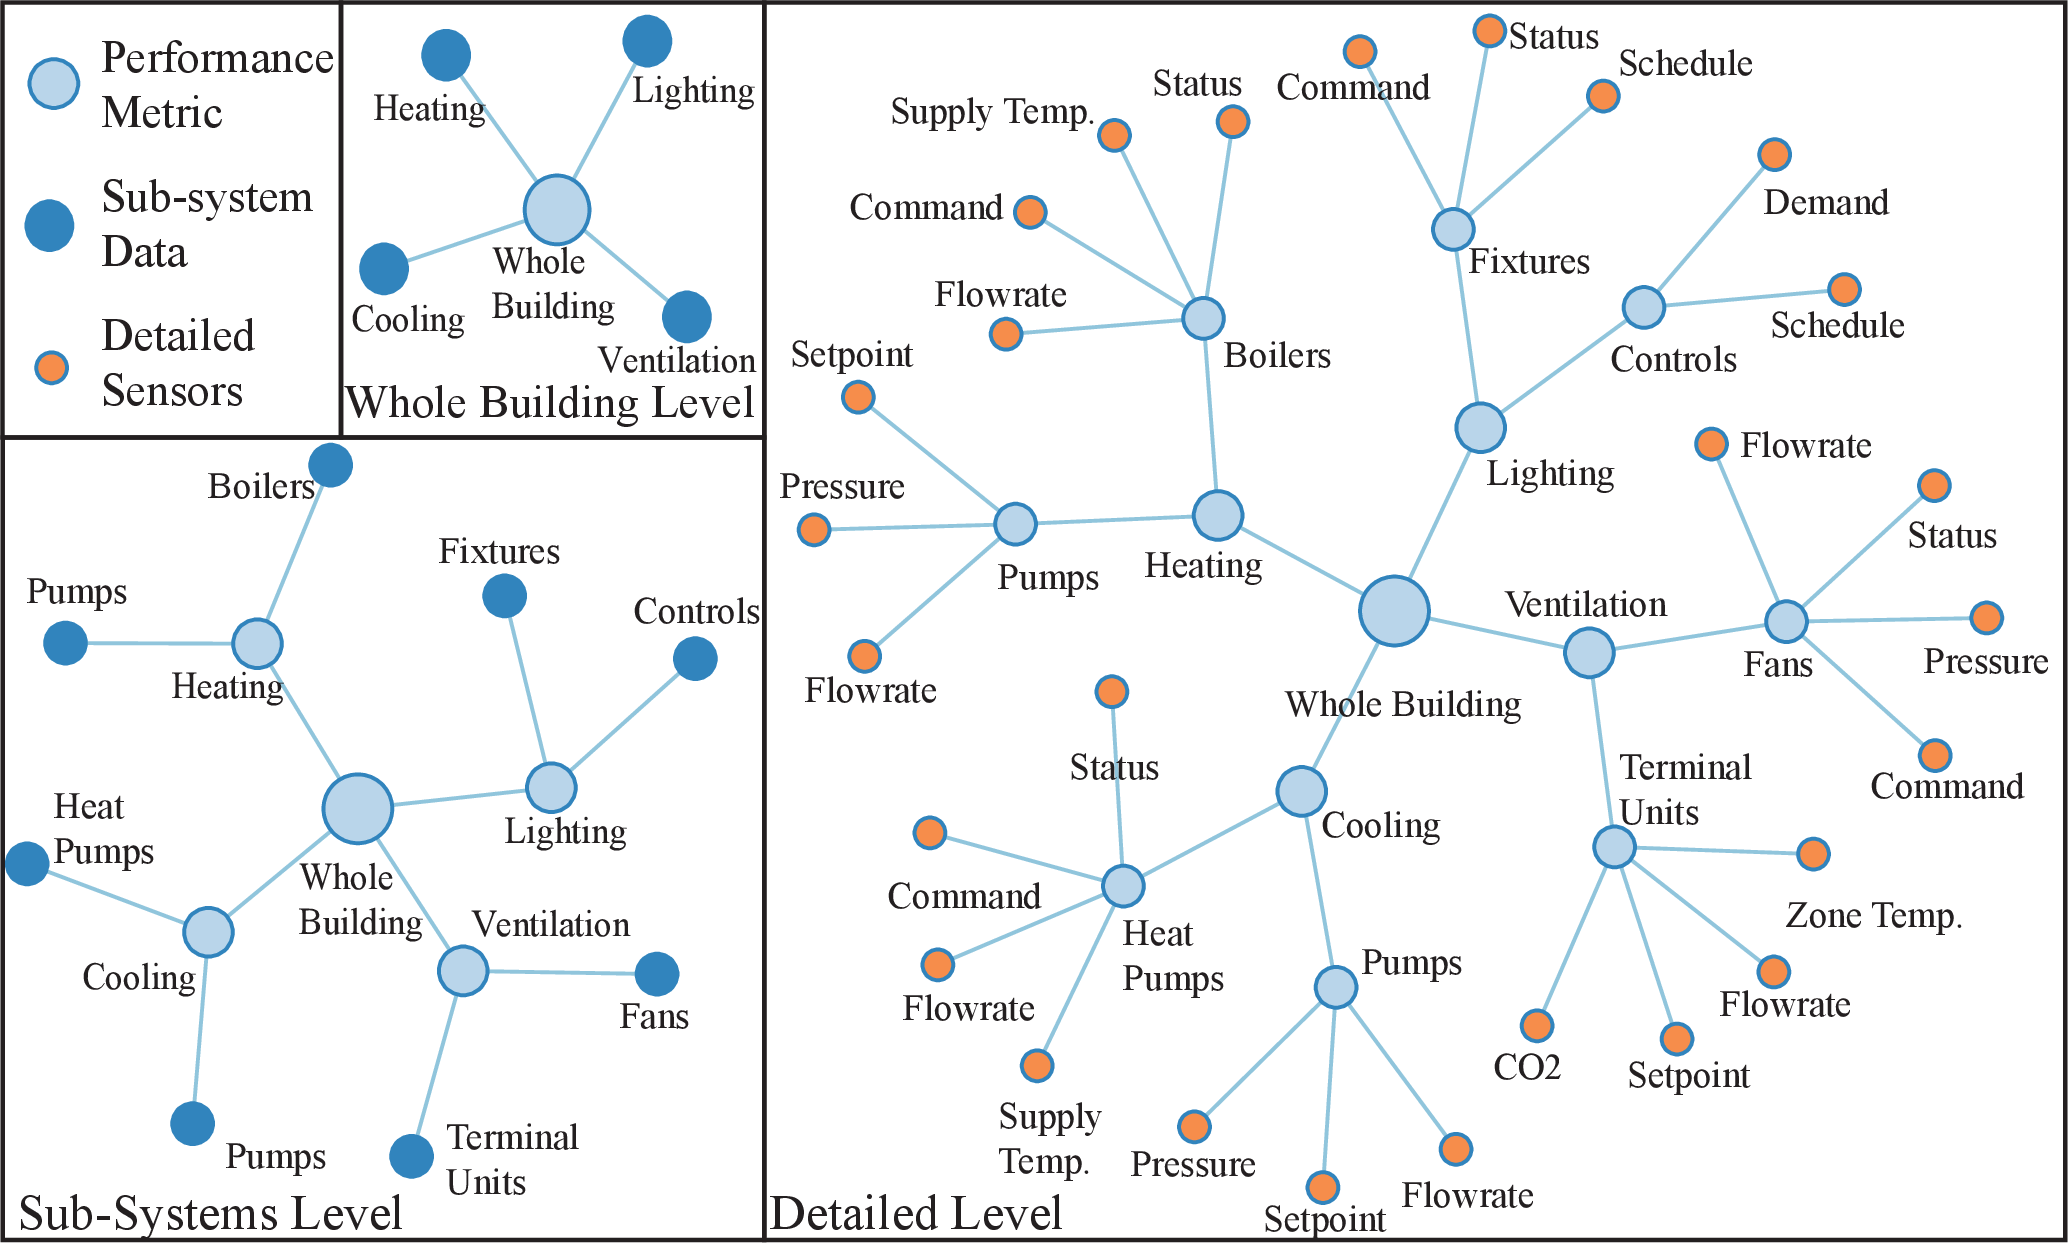 Performance
Metric
Sub-system
Data
Detailed
Sensors
Heating
Lighting
Whole
Building
Cooling
Ventilation
Whole Building Level
Boilers
Pumps
Fixtures
Controls
Heating
Heat
Pumps
Lighting
Whole
Building
Ventilation
Cooling
Fans
Pumps
Terminal
Units
Sub-Systems Level
Status
Schedule
Command
Status
Supply Temp.
Command
Demand
Fixtures
Flowrate
Schedule
Boilers
Controls
Setpoint
Flowrate
Lighting
Pressure
Status
Heating
Pumps
Ventilation
Pressure
Fans
Flowrate
Whole Building
Status
Terminal
Units
Command
Cooling
Command
Zone Temp.
Heat
Pumps
Pumps
Flowrate
Flowrate
CO2
Setpoint
Supply
Temp.
Pressure
Flowrate
Setpoint
Detailed Level